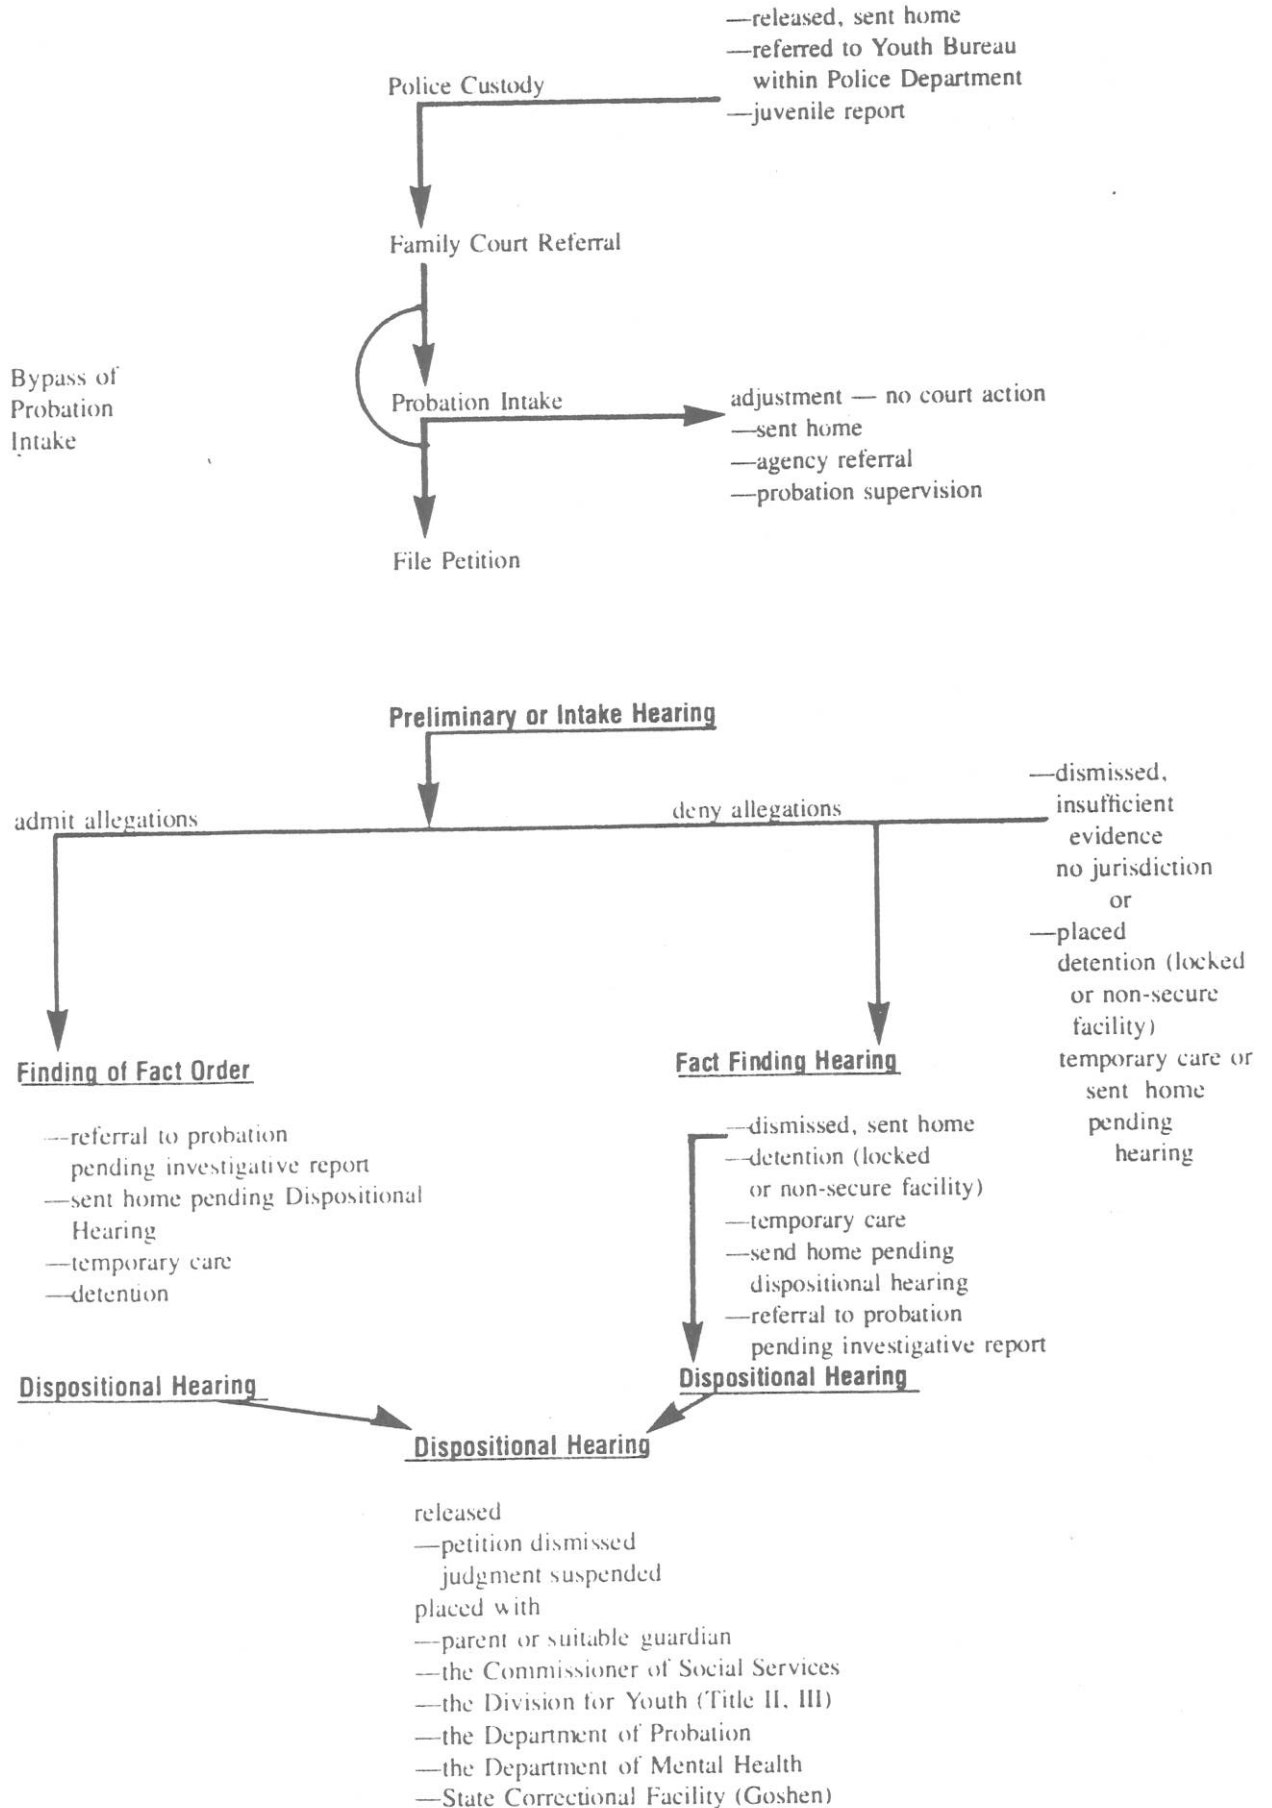 —released, sent home
—referred to Youth Bureau
within Police Department
—juvenile report
Police Custody
Family Court Referral
Bypass of
Probation
Intake
Probation Intake
adjustment — no court action
—sent home
—agency referral
—probation supervision
File Petition
Preliminary or Intake Hearing
admit allegations
deny allegations
—dismissed,
insufficient
evidence
no jurisdiction
or
—placed
detention (locked
or non-secure
facility)
temporary care or
sent home
pending
hearing
Finding of Fact Order
—referral to probation
pending investigative report
—sent home pending Dispositional
Hearing
—temporary care
—detention
Fact Finding Hearing
—dismissed, sent home
—detention (locked
or non-secure facility)
—temporary care
—send home pending
dispositional hearing
—referral to probation
pending investigative report
Dispositional Hearing
Dispositional Hearing
Dispositional Hearing
released
—petition dismissed
judgment suspended
placed with
—parent or suitable guardian
—the Commissioner of Social Services
—the Division for Youth (Title II, III)
—the Department of Probation
—the Department of Mental Health
—State Correctional Facility (Goshen)